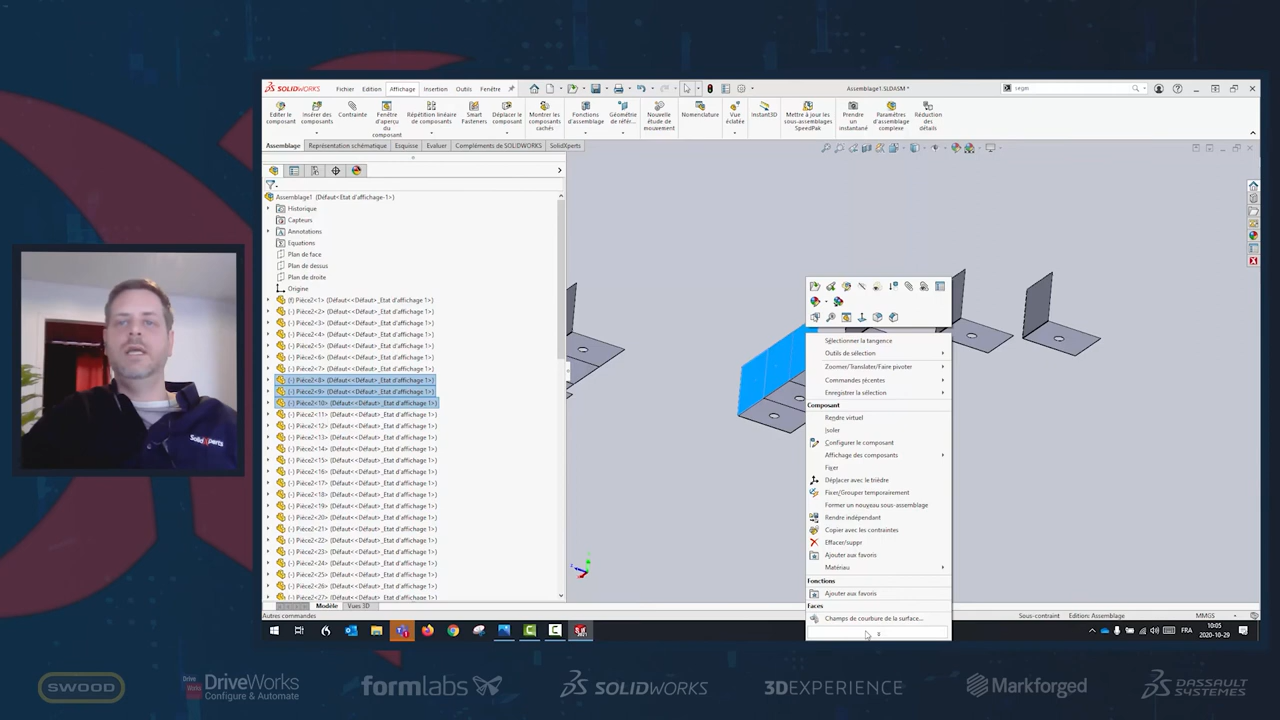 SOLIDWORKS
Fichier
Edition
Affichage
Insertion
Outils
Fenêtre
Assemblage1.SLDASM *
segm
Editer le composant
Insérer des composants
Contrainte
Fenêtre d'aperçu du composant
Répétition linéaire de composants
Smart Fasteners
Déplacer le composant
Montrer les composants cachés
Fonctions d'assemblage
Géométrie de référ...
Nouvelle étude de mouvement
Nomenclature
Vue éclatée
Instant3D
Mettre à jour les sous-assemblages SpeedPak
Prendre un instantané
Paramètres d'assemblage complexe
Réduction des détails
Assemblage
Représentation schématique
Esquisse
Evaluer
Compléments de SOLIDWORKS
SolidXperts
Assemblage1 (Défaut<Etat d'affichage-1>)
Historique
Capteurs
Annotations
Equations
Plan de face
Plan de dessus
Plan de droite
Origine
(f) Pièce2<1> (Défaut<<Défaut>_Etat d'affichage 1>)
(-) Pièce2<2> (Défaut<<Défaut>_Etat d'affichage 1>)
(-) Pièce2<3> (Défaut<<Défaut>_Etat d'affichage 1>)
(-) Pièce2<4> (Défaut<<Défaut>_Etat d'affichage 1>)
(-) Pièce2<5> (Défaut<<Défaut>_Etat d'affichage 1>)
(-) Pièce2<6> (Défaut<<Défaut>_Etat d'affichage 1>)
(-) Pièce2<7> (Défaut<<Défaut>_Etat d'affichage 1>)
(-) Pièce2<8> (Défaut<<Défaut>_Etat d'affichage 1>)
(-) Pièce2<9> (Défaut<<Défaut>_Etat d'affichage 1>)
(-) Pièce2<10> (Défaut<<Défaut>_Etat d'affichage 1>)
(-) Pièce2<11> (Défaut<<Défaut>_Etat d'affichage 1>)
(-) Pièce2<12> (Défaut<<Défaut>_Etat d'affichage 1>)
(-) Pièce2<13> (Défaut<<Défaut>_Etat d'affichage 1>)
(-) Pièce2<14> (Défaut<<Défaut>_Etat d'affichage 1>)
(-) Pièce2<15> (Défaut<<Défaut>_Etat d'affichage 1>)
(-) Pièce2<16> (Défaut<<Défaut>_Etat d'affichage 1>)
(-) Pièce2<17> (Défaut<<Défaut>_Etat d'affichage 1>)
(-) Pièce2<18> (Défaut<<Défaut>_Etat d'affichage 1>)
(-) Pièce2<19> (Défaut<<Défaut>_Etat d'affichage 1>)
(-) Pièce2<20> (Défaut<<Défaut>_Etat d'affichage 1>)
(-) Pièce2<21> (Défaut<<Défaut>_Etat d'affichage 1>)
(-) Pièce2<22> (Défaut<<Défaut>_Etat d'affichage 1>)
(-) Pièce2<23> (Défaut<<Défaut>_Etat d'affichage 1>)
(-) Pièce2<24> (Défaut<<Défaut>_Etat d'affichage 1>)
(-) Pièce2<25> (Défaut<<Défaut>_Etat d'affichage 1>)
(-) Pièce2<26> (Défaut<<Défaut>_Etat d'affichage 1>)
(-) Pièce2<27> (Défaut<<Défaut>_Etat d'affichage 1>)
Sélectionner la tangence
Outils de sélection
Zoomer/Translater/Faire pivoter
Commandes récentes
Enregistrer la sélection
Composant
Rendre virtuel
Isoler
Configurer le composant
Affichage des composants
Fixer
Déplacer avec le trièdre
Fixer/Grouper temporairement
Former un nouveau sous-assemblage
Rendre indépendant
Copier avec les contraintes
Effacer/suppr
Ajouter aux favoris
Matériau
Fonctions
Ajouter aux favoris
Faces
Champs de courbure de la surface...
Modèle
Vues 3D
Autres commandes
Sous-contraint
Edition: Assemblage
MMGS
2021
FRA
10:05
2020-10-29
SolidXperts
SWOOD
DriveWorks
Configure & Automate
formlabs
SOLIDWORKS
3DEXPERIENCE
Markforged
DASSAULT SYSTEMES